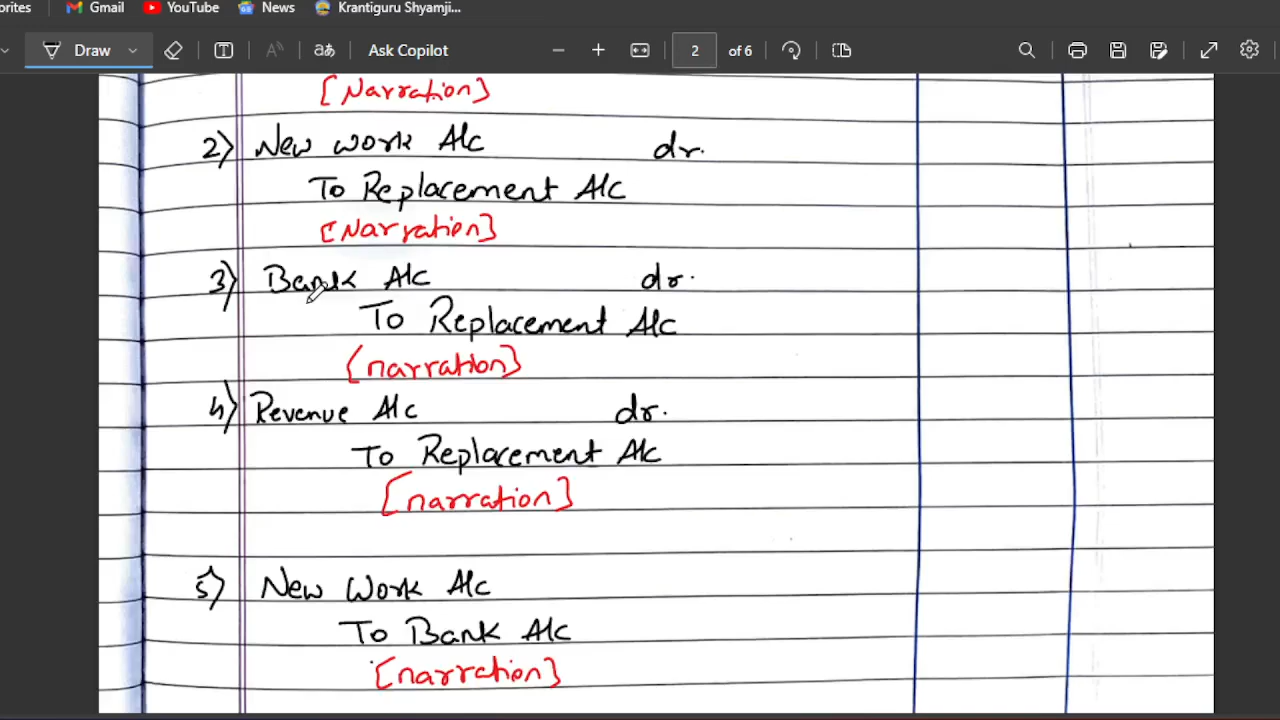 orites Gmail YouTube News Krantiguru Shyamji...
Draw aあ Ask Copilot 2 of 6
[Narration]
2) New work A/c dr.
To Replacement A/c
[Narration]
3) Bank A/c dr.
To Replacement A/c
[narration]
4) Revenue A/c dr.
To Replacement A/c
[narration]
5) New Work A/c
To Bank A/c
[narration]